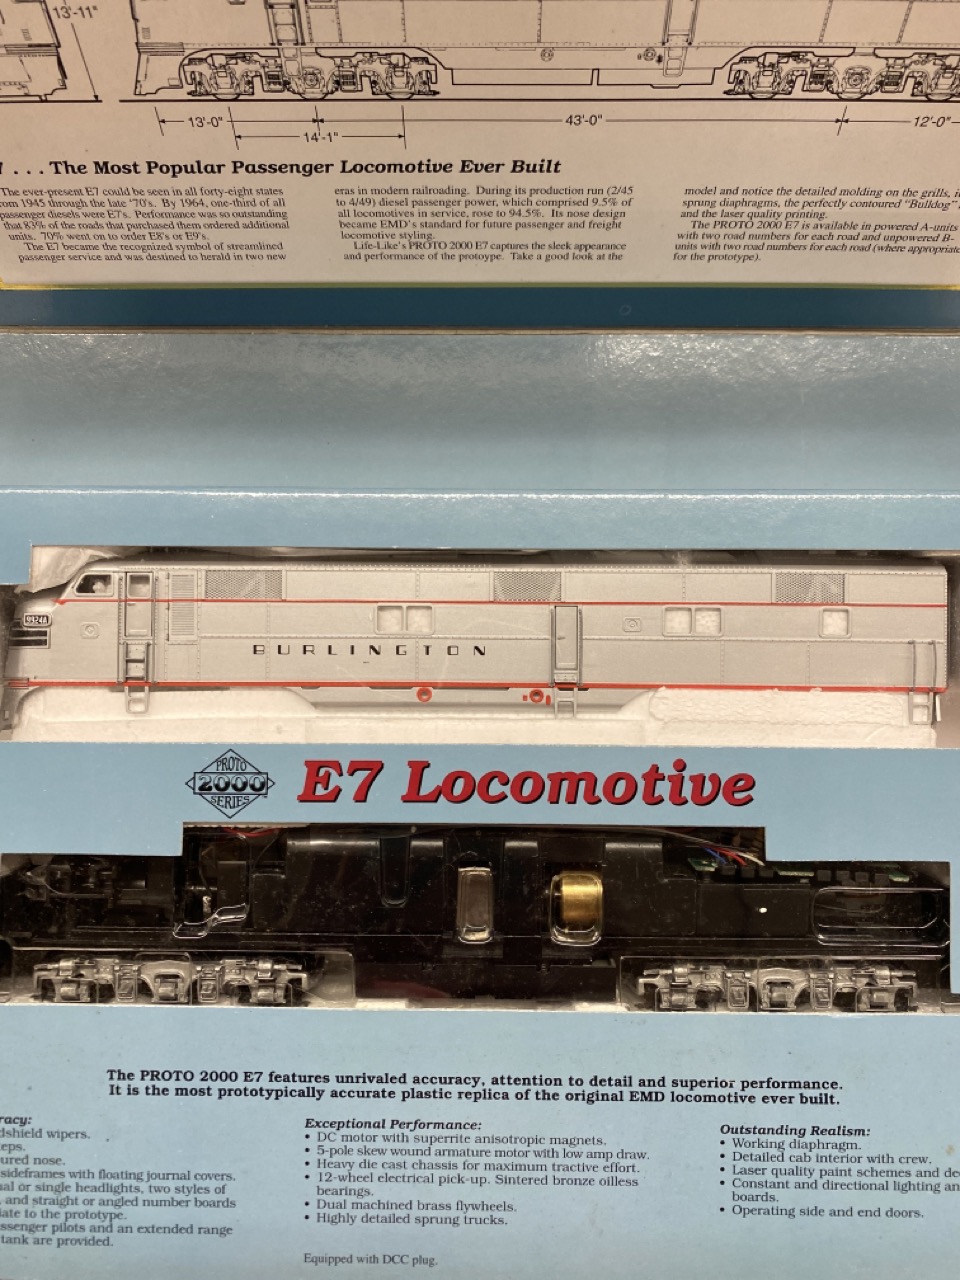 13'-11"
13'-0"
14'-1"
43'-0"
12'-0"
. . . The Most Popular Passenger Locomotive Ever Built
The ever-present E7 could be seen in all forty-eight states
from 1945 through the late '70's. By 1964, one-third of all
passenger diesels were E7's. Performance was so outstanding
that 83% of the roads that purchased them ordered additional
units. 70% went on to order E8's or E9's.
The E7 became the recognized symbol of streamlined
passenger service and was destined to herald in two new
eras in modern railroading. During its production run (2/45
to 4/49) diesel passenger power, which comprised 9.5% of
all locomotives in service, rose to 94.5%. Its nose design
became EMD's standard for future passenger and freight
locomotive styling.
Life-Like's PROTO 2000 E7 captures the sleek appearance
and performance of the protoype. Take a good look at the
model and notice the detailed molding on the grills,
sprung diaphragms, the perfectly contoured "Bulldog",
and the laser quality printing.
The PROTO 2000 E7 is available in powered A-units
with two road numbers for each road and unpowered B-
units with two road numbers for each road (where appropriate
for the prototype).
9924A
BURLINGTON
PROTO
2000
SERIES
E7 Locomotive
The PROTO 2000 E7 features unrivaled accuracy, attention to detail and superior performance.
It is the most prototypically accurate plastic replica of the original EMD locomotive ever built.
racy:
dshield wipers.
eps.
ured nose.
sideframes with floating journal covers.
al or single headlights, two styles of
, and straight or angled number boards
iate to the prototype.
ssenger pilots and an extended range
tank are provided.
Exceptional Performance:
• DC motor with superrite anisotropic magnets.
• 5-pole skew wound armature motor with low amp draw.
• Heavy die cast chassis for maximum tractive effort.
• 12-wheel electrical pick-up. Sintered bronze oilless
bearings.
• Dual machined brass flywheels.
• Highly detailed sprung trucks.
Equipped with DCC plug.
Outstanding Realism:
• Working diaphragm.
• Detailed cab interior with crew.
• Laser quality paint schemes and de
• Constant and directional lighting an
boards.
• Operating side and end doors.